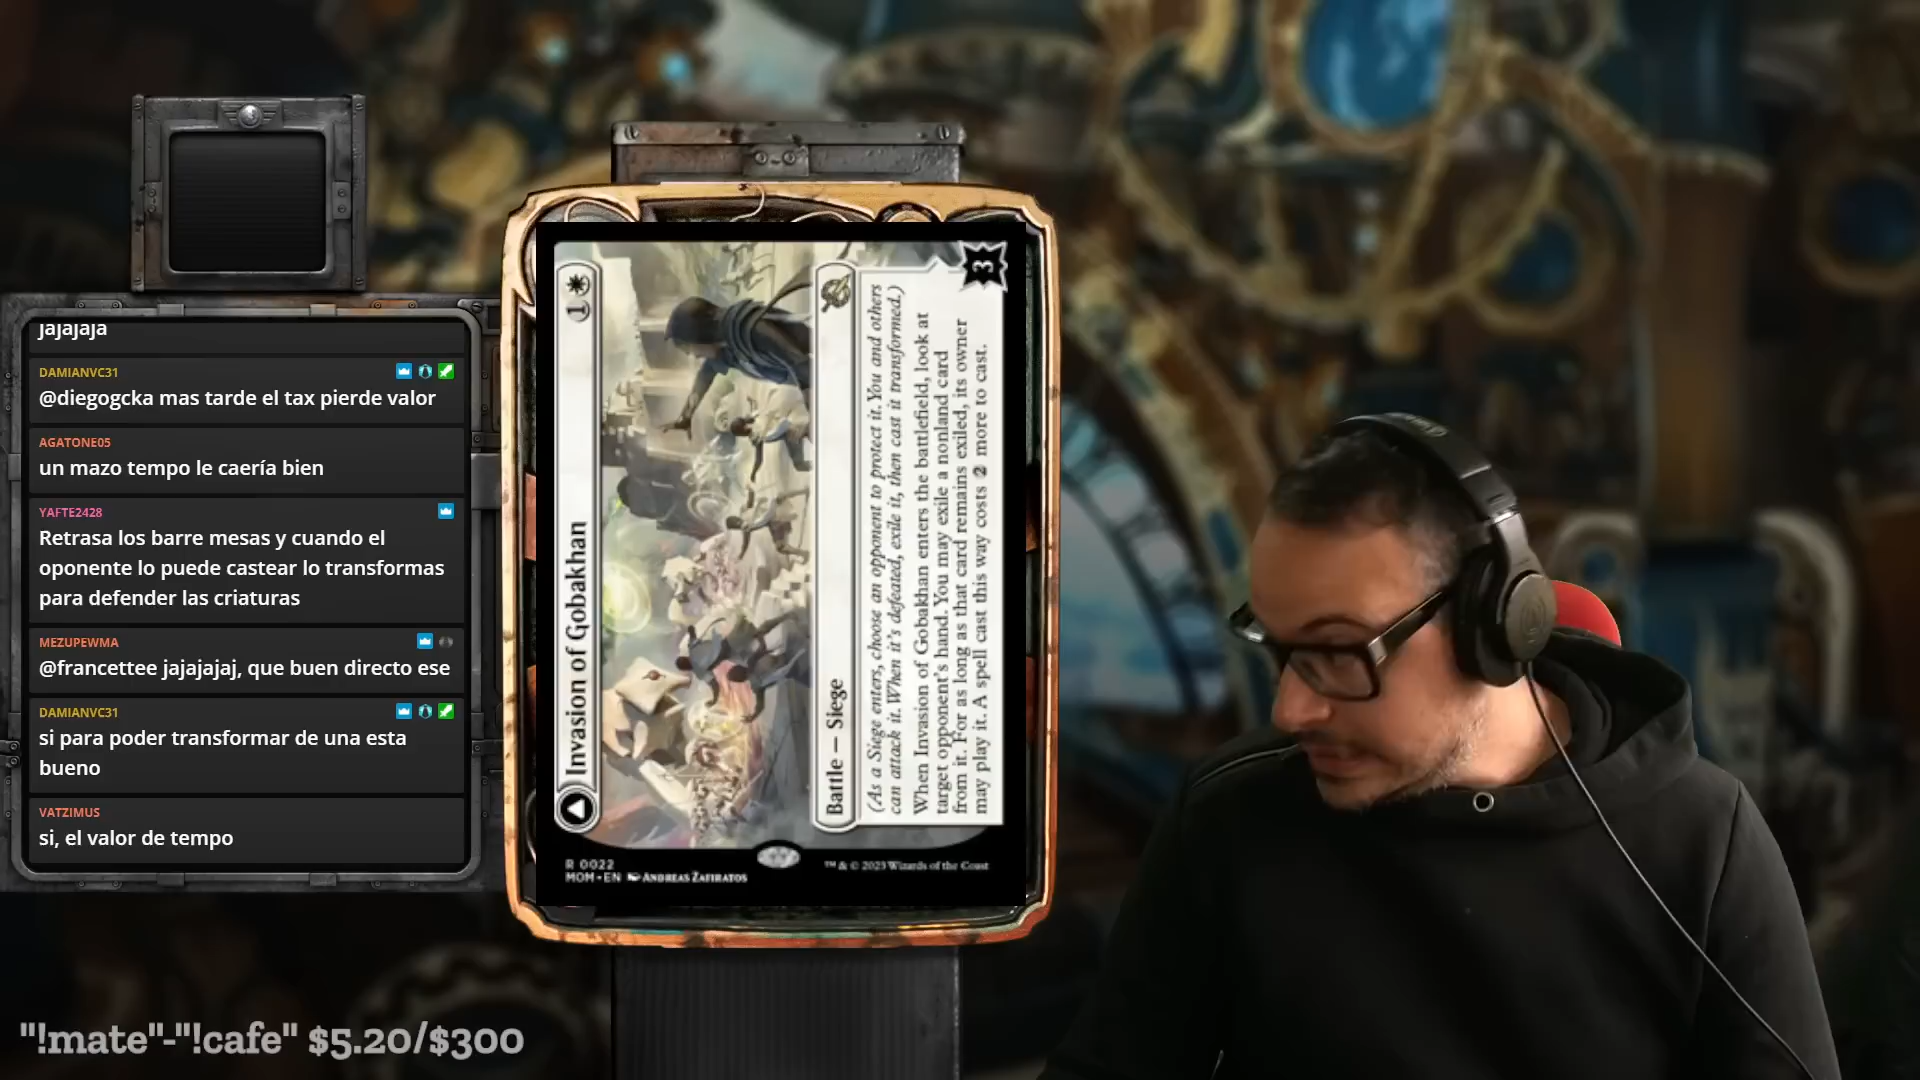 jajajaja
DAMIANVC31
@diegogcka mas tarde el tax pierde valor
AGATONE05
un mazo tempo le caería bien
YAFTE2428
Retrasa los barre mesas y cuando el
oponente lo puede castear lo transformas
para defender las criaturas
MEZUPEWMA
@francettee jajajajaj, que buen directo ese
DAMIANVC31
si para poder transformar de una esta
bueno
VATZIMUS
si, el valor de tempo
"!mate"-"!cafe" $5.20/$300
Invasion of Gobakhan
1
Battle — Siege
(As a Siege enters, choose an opponent to protect it. You and others
can attack it. When it's defeated, exile it, then cast it transformed.)
When Invasion of Gobakhan enters the battlefield, look at
target opponent's hand. You may exile a nonland card
from it. For as long as that card remains exiled, its owner
may play it. A spell cast this way costs 2 more to cast.
3
R 0022
MOM • EN ANDREAS ZAFIRATOS
™ & © 2023 Wizards of the Coast